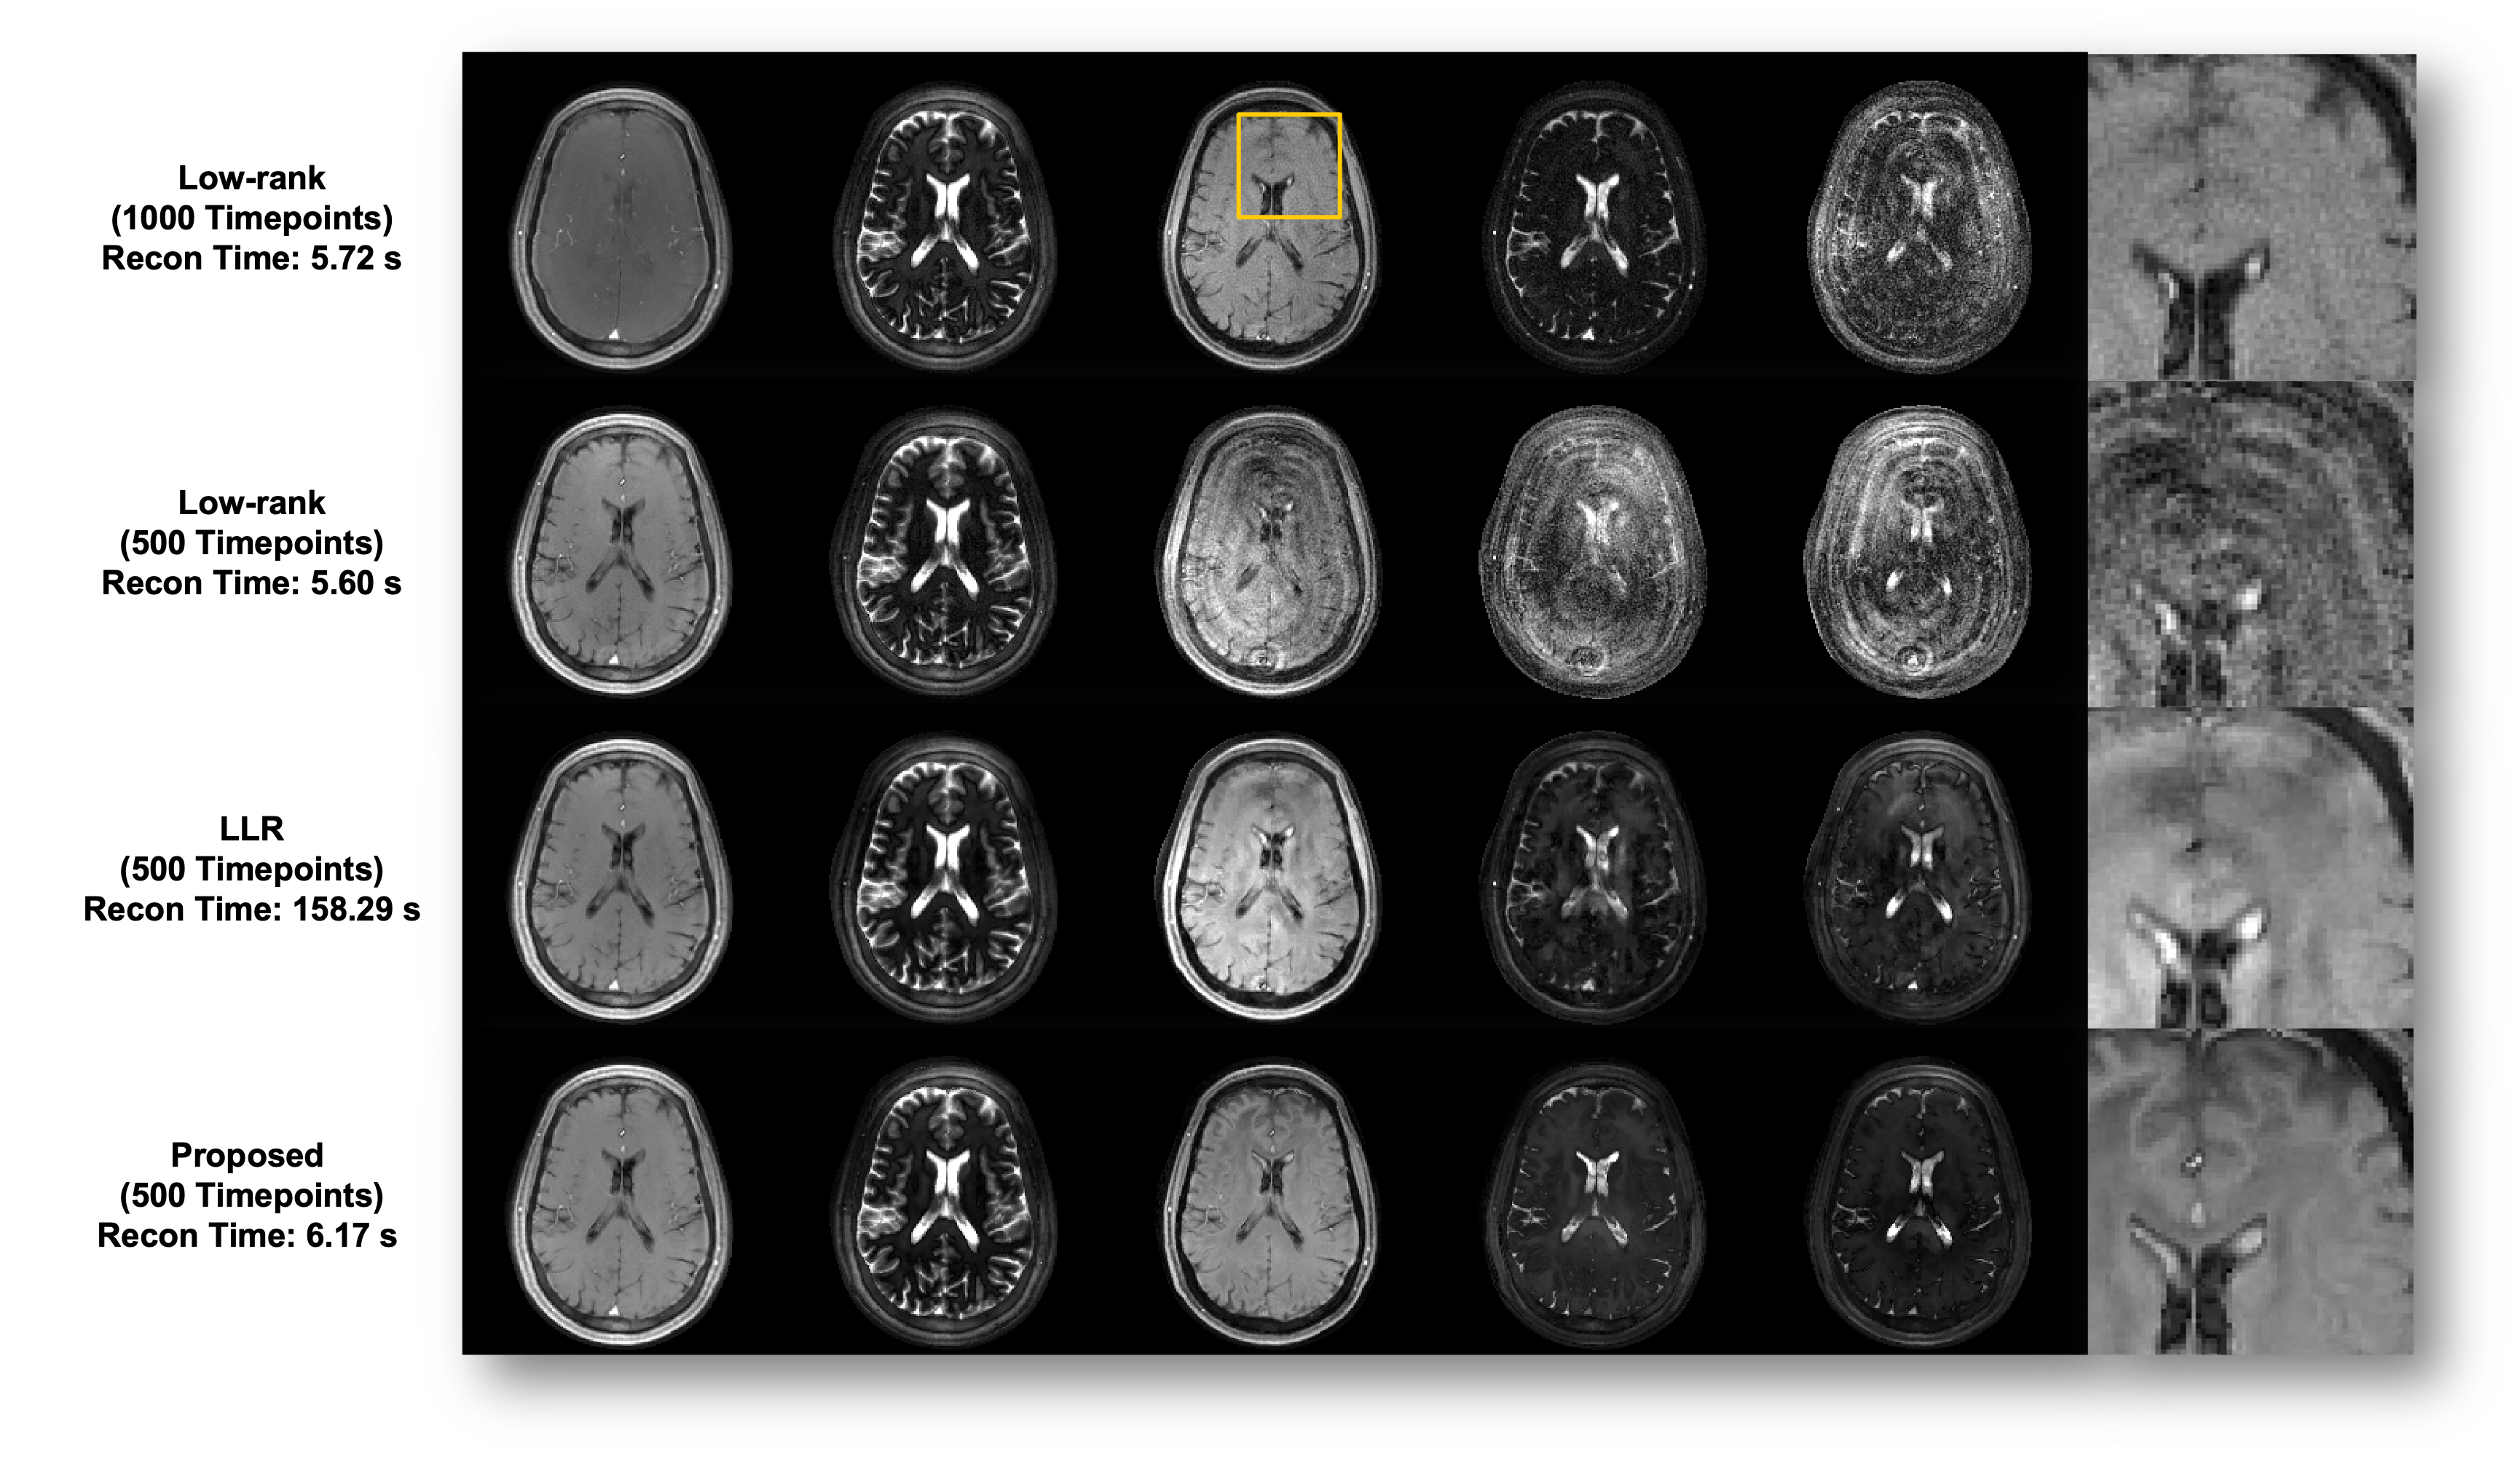 Low-rank
(1000 Timepoints)
Recon Time: 5.72 s
Low-rank
(500 Timepoints)
Recon Time: 5.60 s
LLR
(500 Timepoints)
Recon Time: 158.29 s
Proposed
(500 Timepoints)
Recon Time: 6.17 s